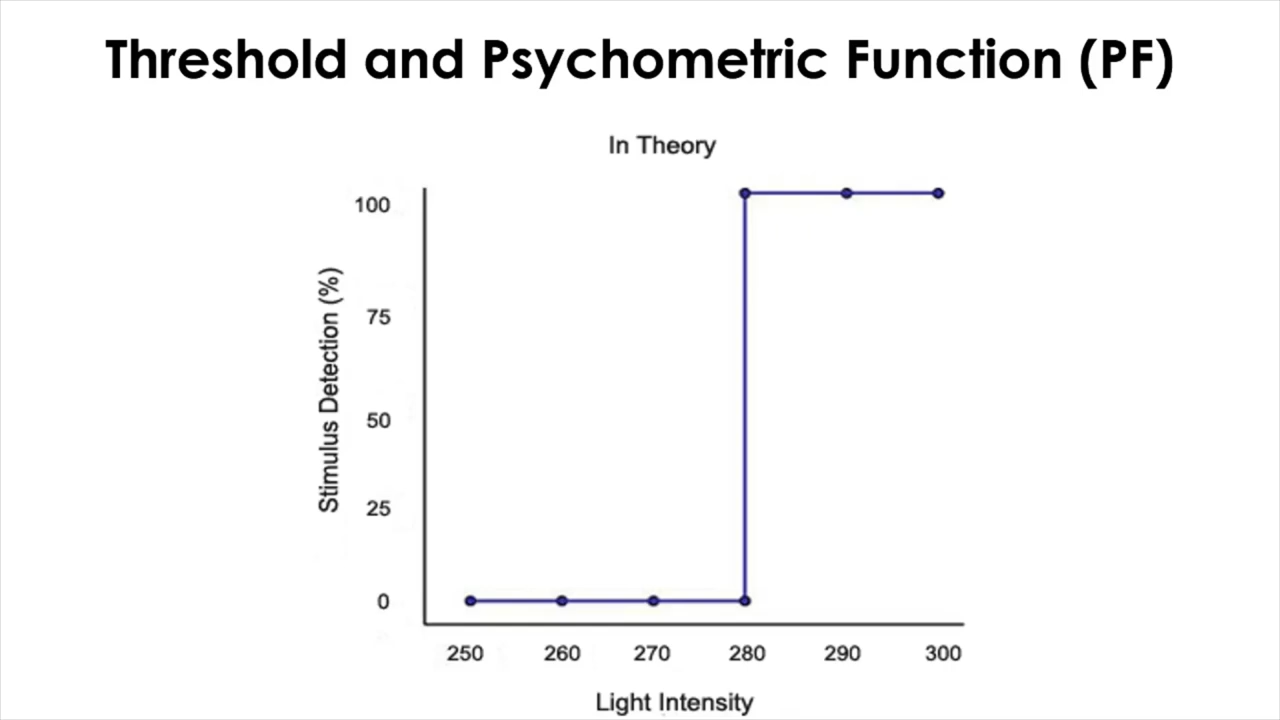 Threshold and Psychometric Function (PF)
In Theory
100
75
50
25
0
Stimulus Detection (%)
250 260 270 280 290 300
Light Intensity